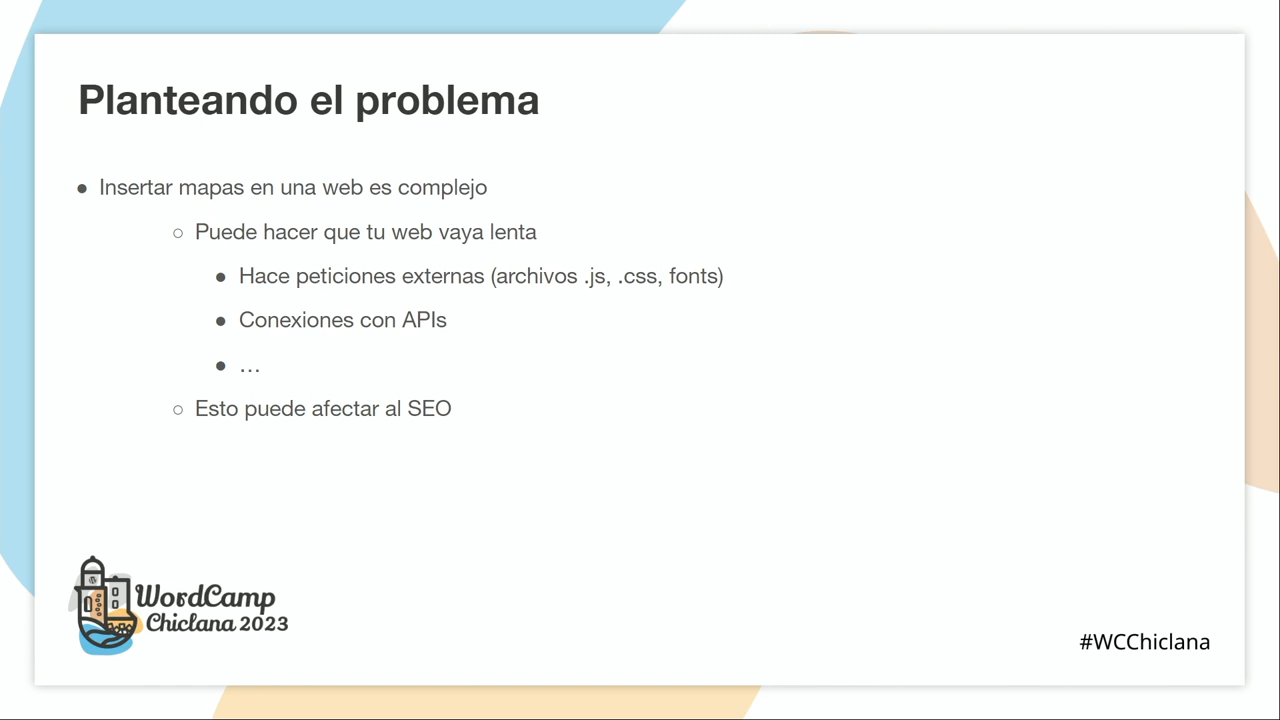 Planteando el problema
● Insertar mapas en una web es complejo
○ Puede hacer que tu web vaya lenta
● Hace peticiones externas (archivos .js, .css, fonts)
● Conexiones con APIs
● …
○ Esto puede afectar al SEO
WordCamp
Chiclana 2023
#WCChiclana